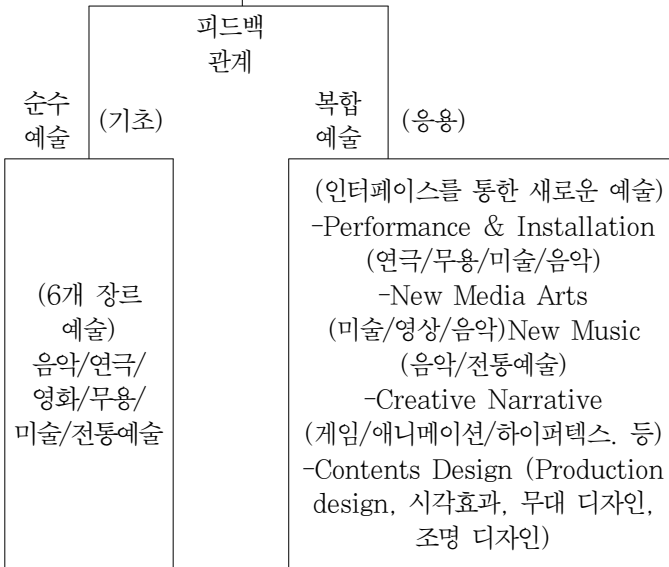 피드백
관계
순수
예술
(기초)
복합
예술
(응용)
(6개 장르
예술)
음악/연극/
영화/무용/
미술/전통예술
(인터페이스를 통한 새로운 예술)
-Performance & Installation
(연극/무용/미술/음악)
-New Media Arts
(미술/영상/음악)New Music
(음악/전통예술)
-Creative Narrative
(게임/애니메이션/하이퍼텍스. 등)
-Contents Design (Production
design, 시각효과, 무대 디자인,
조명 디자인)